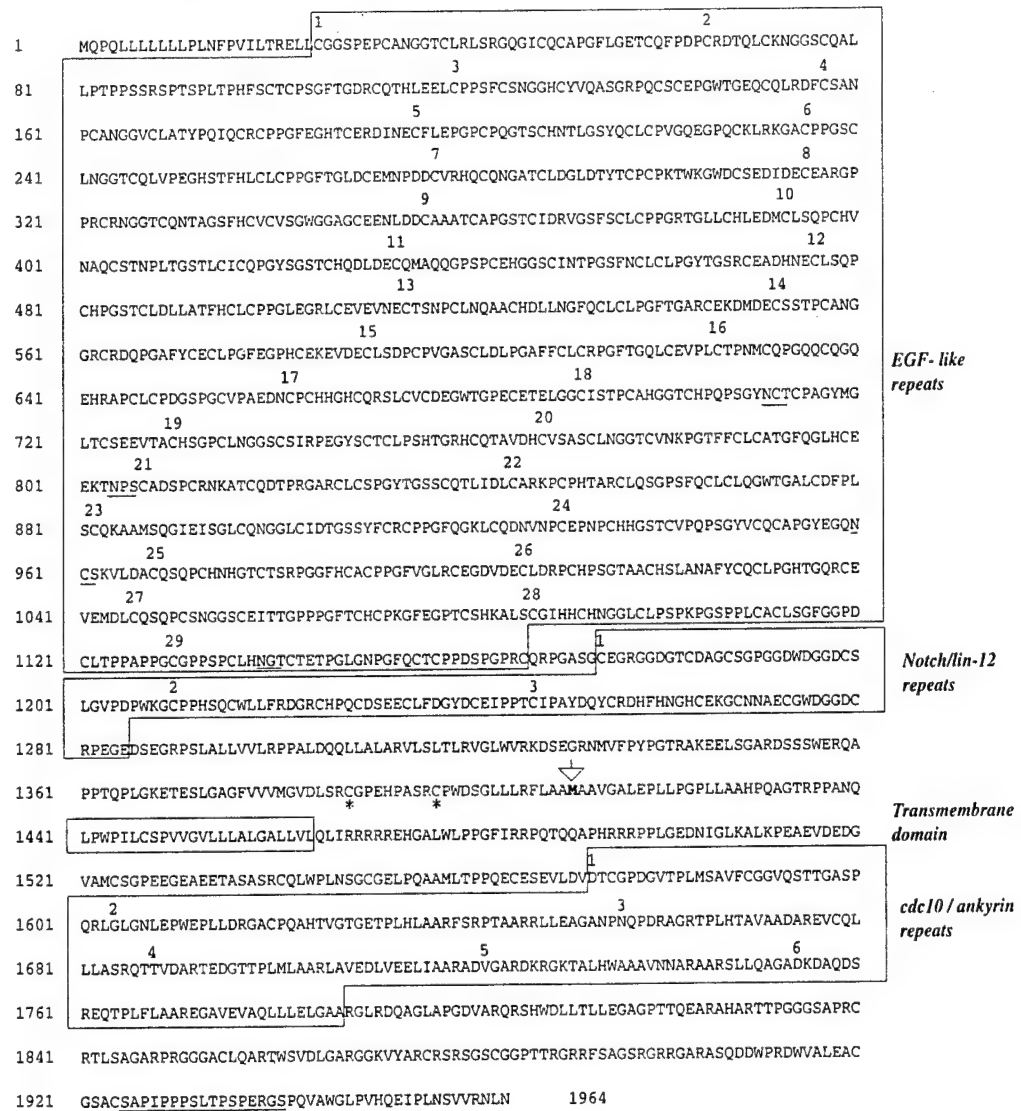 1 2
1 MQPQLLLLLLLPLNFPVILTRELLCGGSPEPCANGGTCLRLSRGQGICQCAPGFLGETCQFPDPCRDTQLCKNGGSCQAL
3 4
81 LPTPPSSRSPTSPLTPHFSCTCPSGFTGDRCQTHLEELCPPSFCSNGGHCYVQASGRPQCSCEPGWTGEQCQLRDFCSAN
5 6
161 PCANGGVCLATYPQIQCRCPPGFEGHTCERDINECFLEPGPCPQGTSCHNTLGSYQCLCPVGQEGPQCKLRKGACPPGSC
7 8
241 LNGGTCQLVPEGHSTFHLCLCPPGFTGLDCEMNPDDCVRHQCQNGATCLDGLDTYTCPCPKTWKGWDCSEDIDECEARGP
9 10
321 PRCRNGGTCQNTAGSFHCVCVSGWGGAGCEENLDDCAAATCAPGSTCIDRVGSFSCLCPPGRTGLLCHLEDMCLSQPCHV
11 12
401 NAQCSTNPLTGSTLCICQPGYSGSTCHQDLDECQMAQQGPSPCEHGGSCINTPGSFNCLCLPGYTGSRCEADHNECLSQP
13 14
481 CHPGSTCLDLLATFHCLCPPGLEGRLCEVEVNECTSNPCLNQAACHDLLNGFQCLCLPGFTGARCEKDMDECSSTPCANG
15 16
561 GRCRDQPGAFYCECLPGFEGPHCEKEVDECLSDPCPVGASCLDLPGAFFCLCRPGFTGQLCEVPLCTPNMCQPGQQCQGQ
EGF-like
repeats
17 18
641 EHRAPCLCPDGSPGCVPAEDNCPCHHGHCQRSLCVCDEGWTGPECETELGGCISTPCAHGGTCHPQPSGYNCTCPAGYMG
19 20
721 LTCSEEVTACHSGPCLNGGSCSIRPEGYSCTCLPSHTGRHCQTAVDHCVSASCLNGGTCVNKPGTFFCLCATGFQGLHCE
21 22
801 EKTNPSCADSPCRNKATCQDTPRGARCLCSPGYTGSSCQTLIDLCARKPCPHTARCLQSGPSFQCLCLQGWTGALCDFPL
23 24
881 SCQKAAMSQGIEISGLCQNGGLCIDTGSSYFCRCPPGFQGKLCQDNVNPCEPNPCHHGSTCVPQPSGYVCQCAPGYEGQN
25 26
961 CSKVLDACQSQPCHNHGTCTSRPGGFHCACPPGFVGLRCEGDVDECLDRPCHPSGTAACHSLANAFYCQCLPGHTGQRCE
27 28
1041 VEMDLCQSQPCSNGGSCEITTGPPPGFTCHCPKGFEGPTCSHKALSCGIHHCHNGGLCLPSPKPGSPPLCACLSGFGGPD
29 1
1121 CLTPPAPPGCGPPSPCLHNGTCTETPGLGNPGFQCTCPPDSPGPRCQRPGASGCEGRGGDGTCDAGCSGPGGDWDGGDCS
Notch/lin-12
repeats
2 3
1201 LGVPDPWKGCPPHSQCWLLFRDGRCHPQCDSEECLFDGYDCEIPPTCIPAYDQYCRDHFHNGHCEKGCNNAECGWDGGDC
1281 RPEGEDSEGRPSLALLVVLRPPALDQQLLALARVLSLTLRVGLWVRKDSEGRNMVFPYPGTRAKEELSGARDSSSWERQA
1361 PPTQPLGKETESLGAGFVVVMGVDLSRCGPEHPASRCPWDSGLLLRFLAAMAAVGALEPLLPGPLLAAHPQAGTRPPANQ
* *
1441 LPWPILCSPVVGVLLLALGALLVLQLIRRRRREHGALWLPPGFIRRPQTQQAPHRRRPPLGEDNIGLKALKPEAEVDEDG
Transmembrane
domain
1
1521 VAMCSGPEEGEAEETASASRCQLWPLNSGCGELPQAAMLTPPQECESEVLDVDTCGPDGVTPLMSAVFCGGVQSTTGASP
2 3
1601 QRLGLGNLEPWEPLLDRGACPQAHTVGTGETPLHLAARFSRPTAARRLLEAGANPNQPDRAGRTPLHTAVAADAREVCQL
cdc10 / ankyrin
repeats
4 5 6
1681 LLASRQTTVDARTEDGTTPLMLAARLAVEDLVEELIAARADVGARDKRGKTALHWAAAVNNARAARSLLQAGADKDAQDS
1761 REQTPLFLAAREGAVEVAQLLLELGAARGLRDQAGLAPGDVARQRSHWDLLTLLEGAGPTTQEARAHARTTPGGGSAPRC
1841 RTLSAGARPRGGGACLQARTWSVDLGARGGKVYARCRSRSGSCGGPTTRGRRFSAGSRGRRGARASQDDWPRDWVALEAC
1921 GSACSAPIPPPSLTPSPERGSPQVAWGLPVHQEIPLNSVVRNLN 1964